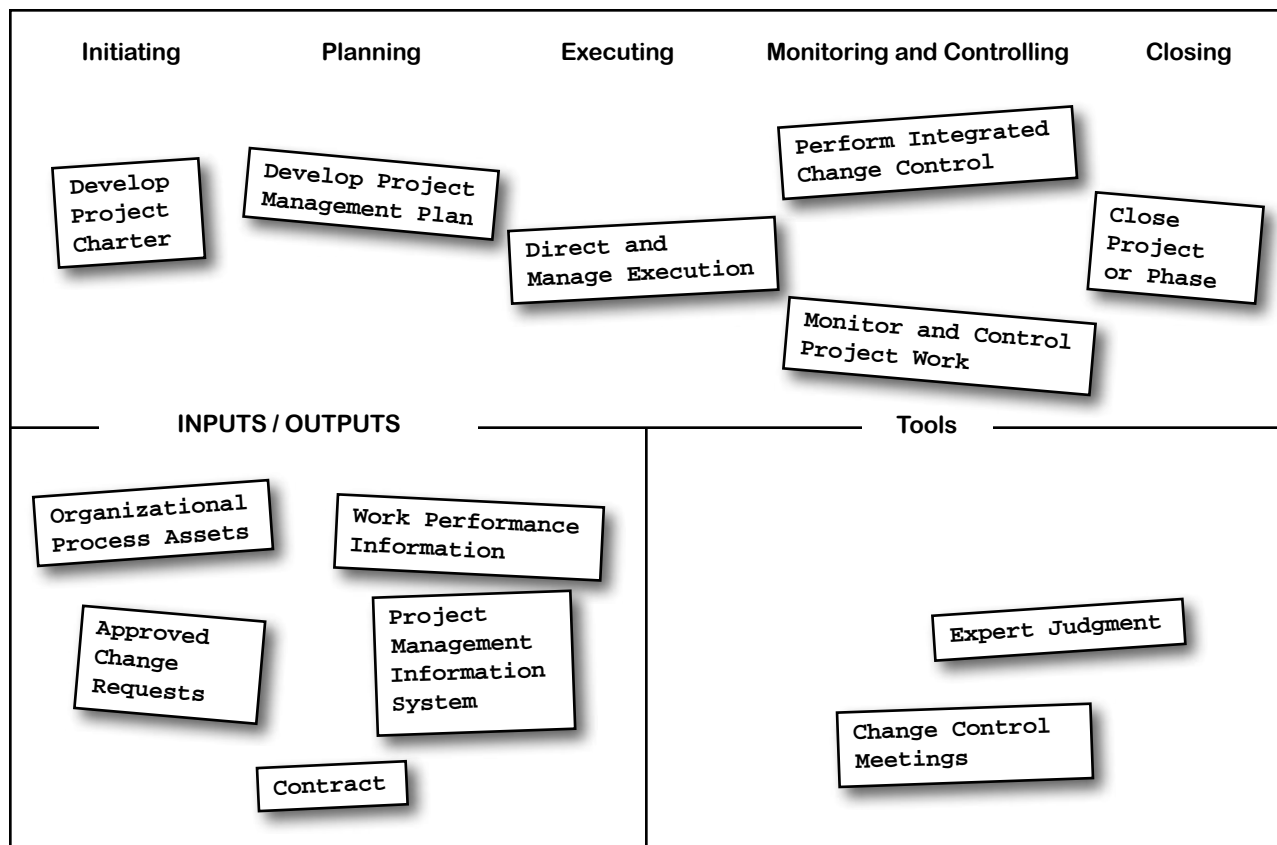 Initiating
Planning
Executing
Monitoring and Controlling
Closing
Develop
Project
Charter
Develop Project
Management Plan
Direct and
Manage Execution
Perform Integrated
Change Control
Monitor and Control
Project Work
Close
Project
or Phase
INPUTS / OUTPUTS
Organizational
Process Assets
Work Performance
Information
Approved
Change
Requests
Project
Management
Information
System
Contract
Tools
Expert Judgment
Change Control
Meetings